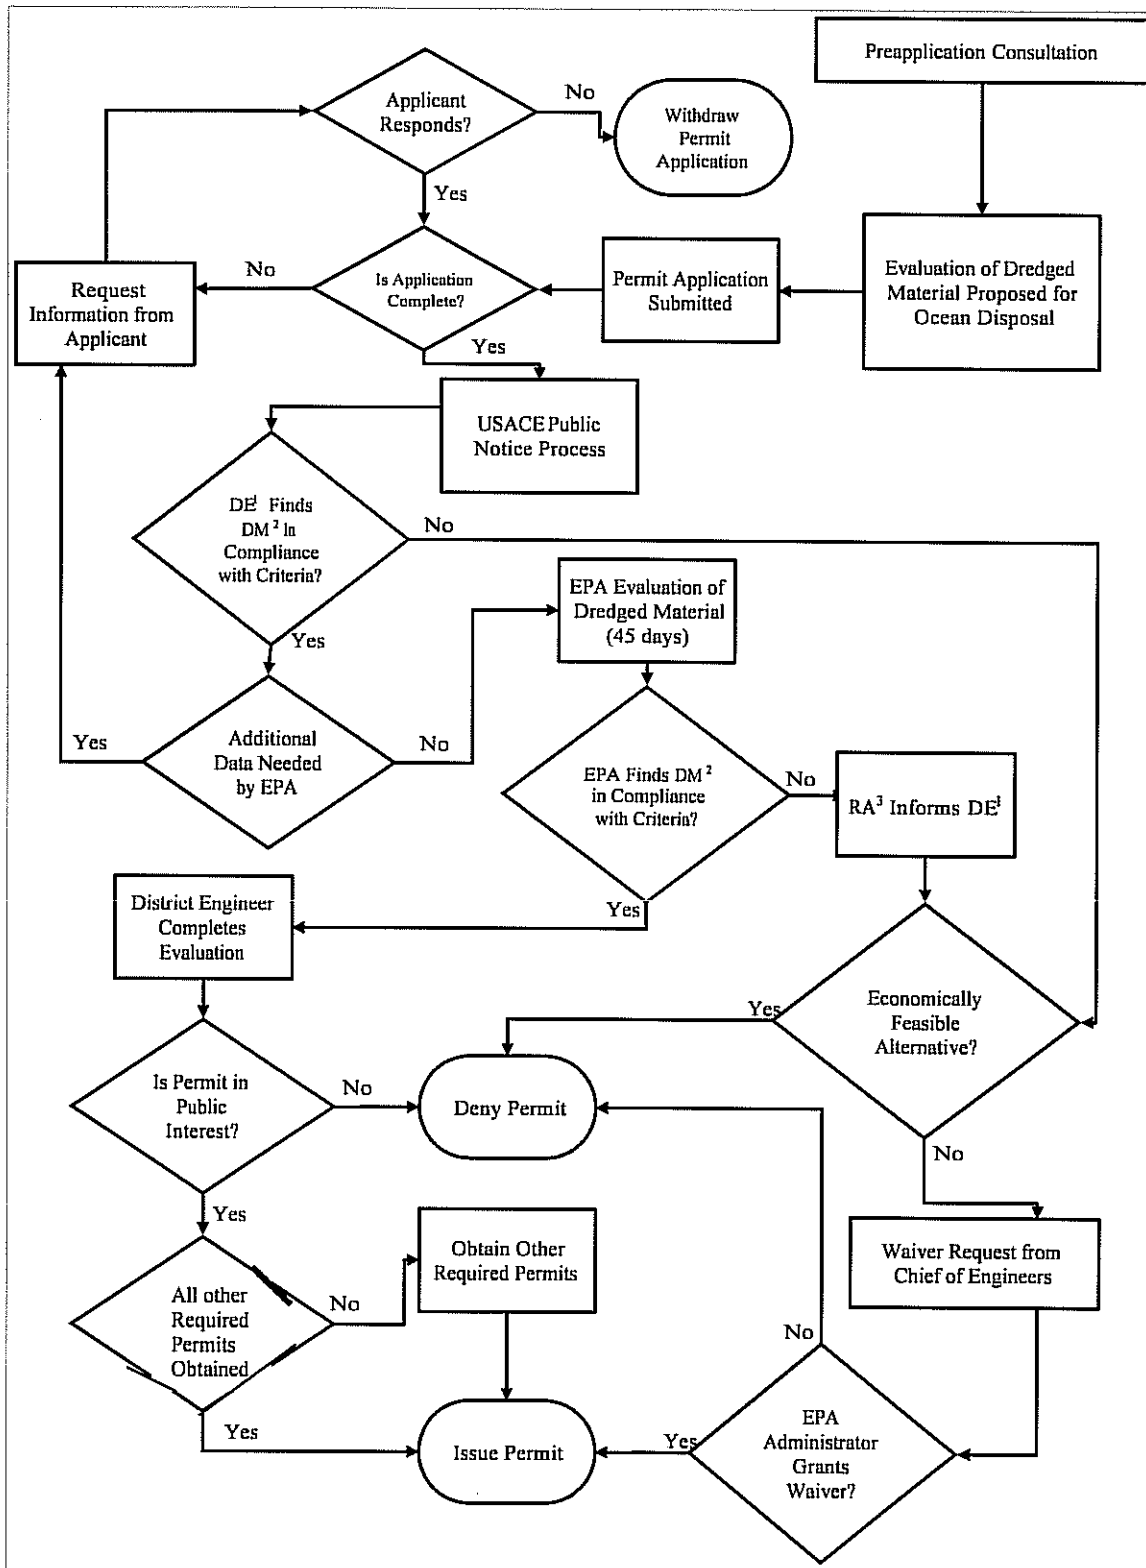 Preapplication Consultation
Applicant
Responds?
No
Withdraw
Permit
Application
Yes
Request
Information from
Applicant
No
Is Application
Complete?
Permit Application
Submitted
Evaluation of Dredged
Material Proposed for
Ocean Disposal
Yes
USACE Public
Notice Process
DE¹ Finds
DM² In
Compliance
with Criteria?
No
Yes
EPA Evaluation of
Dredged Material
(45 days)
Yes
Additional
Data Needed
by EPA
No
EPA Finds DM²
in Compliance
with Criteria?
No
RA³ Informs DE¹
Yes
District Engineer
Completes
Evaluation
Economically
Feasible
Alternative?
Yes
Is Permit in
Public
Interest?
No
Deny Permit
No
Yes
Obtain Other
Required Permits
Waiver Request from
Chief of Engineers
All other
Required
Permits
Obtained
No
No
Yes
Issue Permit
Yes
EPA
Administrator
Grants
Waiver?